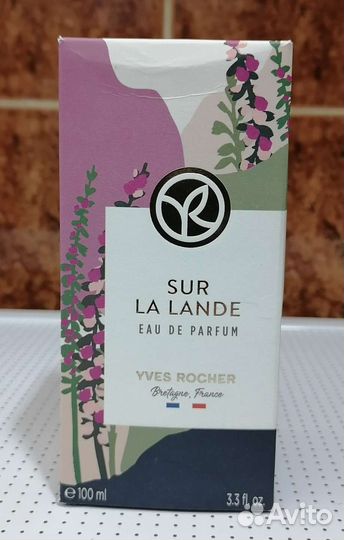 SUR
LA LANDE
EAU DE PARFUM
YVES ROCHER
Bretagne, France
℮ 100 ml
3.3 fl. oz
Avito